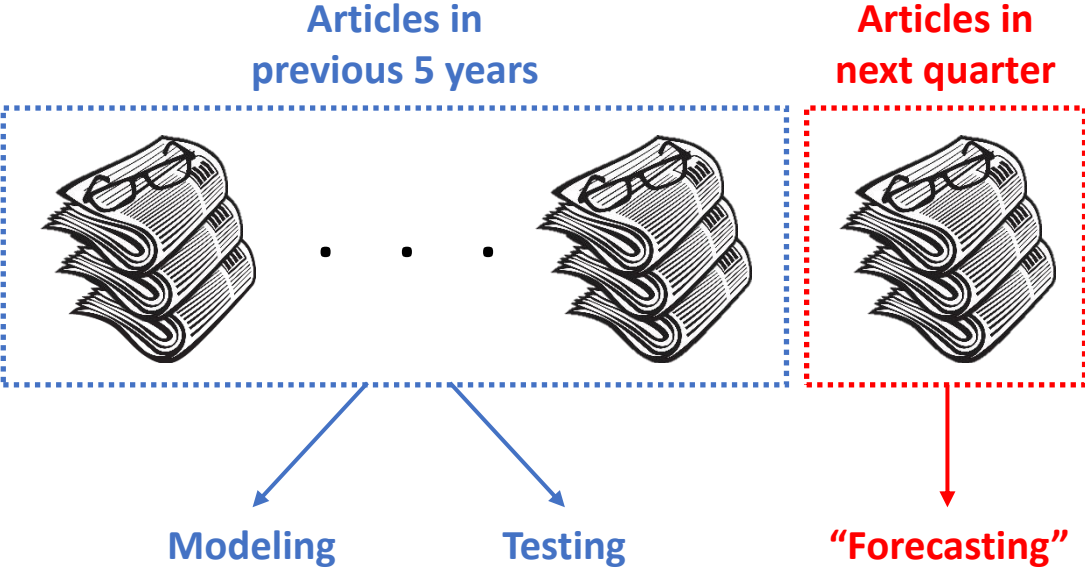 Articles in
previous 5 years
Articles in
next quarter
. . .
Modeling
Testing
“Forecasting”